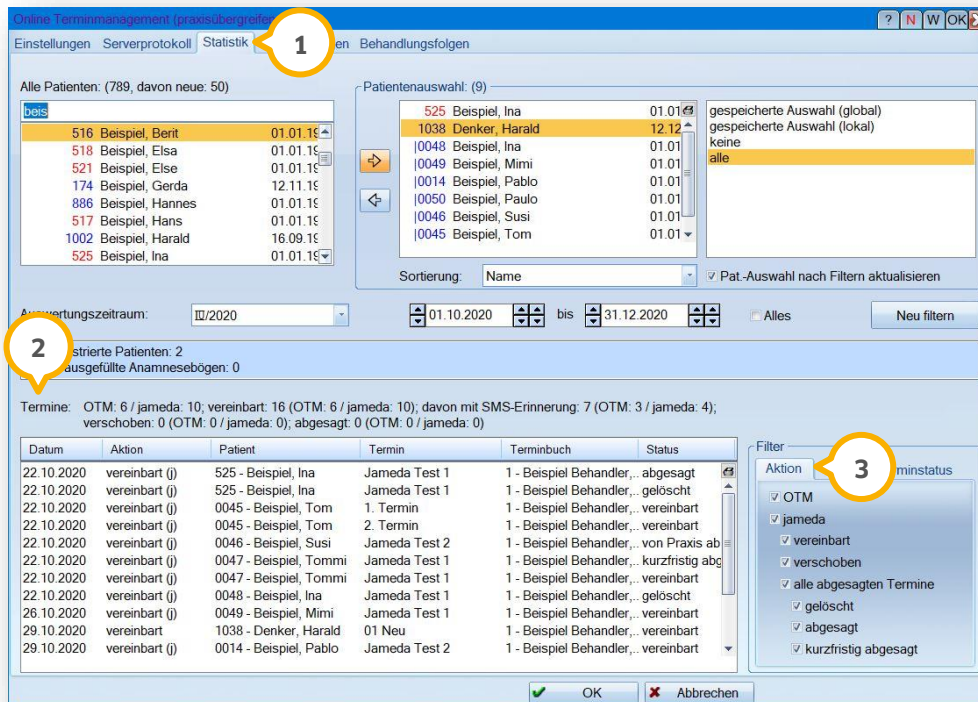 Online Terminmanagement (praxisübergreifen
? N W OK
Einstellungen Serverprotokoll Statistik en Behandlungsfolgen
1
Alle Patienten: (789, davon neue: 50)
beis
516 Beispiel, Berit 01.01.19
518 Beispiel, Elsa 01.01.19
521 Beispiel, Else 01.01.19
174 Beispiel, Gerda 12.11.19
886 Beispiel, Hannes 01.01.19
517 Beispiel, Hans 01.01.19
1002 Beispiel, Harald 16.09.19
525 Beispiel, Ina 01.01.19
Patientenauswahl: (9)
525 Beispiel, Ina 01.01
1038 Denker, Harald 12.12
|0048 Beispiel, Ina 01.01
|0049 Beispiel, Mimi 01.01
|0014 Beispiel, Pablo 01.01
|0050 Beispiel, Paulo 01.01
|0046 Beispiel, Susi 01.01
|0045 Beispiel, Tom 01.01
gespeicherte Auswahl (global)
gespeicherte Auswahl (lokal)
keine
alle
Sortierung: Name
Pat.-Auswahl nach Filtern aktualisieren
Auswertungszeitraum: 01.10.2020 bis 31.12.2020 Alles Neu filtern
2
strierte Patienten: 2
ausgefüllte Anamnesebögen: 0
Termine: OTM: 6 / jameda: 10; vereinbart: 16 (OTM: 6 / jameda: 10); davon mit SMS-Erinnerung: 7 (OTM: 3 / jameda: 4);
verschoben: 0 (OTM: 0 / jameda: 0); abgesagt: 0 (OTM: 0 / jameda: 0)
Datum Aktion Patient Termin Terminbuch Status
22.10.2020 vereinbart (j) 525 - Beispiel, Ina Jameda Test 1 1 - Beispiel Behandler,.. abgesagt
22.10.2020 vereinbart (j) 525 - Beispiel, Ina Jameda Test 1 1 - Beispiel Behandler,.. gelöscht
22.10.2020 vereinbart (j) 0045 - Beispiel, Tom 1. Termin 1 - Beispiel Behandler,.. vereinbart
22.10.2020 vereinbart (j) 0045 - Beispiel, Tom 2. Termin 1 - Beispiel Behandler,.. vereinbart
22.10.2020 vereinbart (j) 0046 - Beispiel, Susi Jameda Test 2 1 - Beispiel Behandler,.. von Praxis ab
22.10.2020 vereinbart (j) 0047 - Beispiel, Tommi Jameda Test 1 1 - Beispiel Behandler,.. kurzfristig abg
22.10.2020 vereinbart (j) 0047 - Beispiel, Tommi Jameda Test 1 1 - Beispiel Behandler,.. vereinbart
22.10.2020 vereinbart (j) 0048 - Beispiel, Ina Jameda Test 1 1 - Beispiel Behandler,.. gelöscht
26.10.2020 vereinbart (j) 0049 - Beispiel, Mimi Jameda Test 1 1 - Beispiel Behandler,.. vereinbart
29.10.2020 vereinbart 1038 - Denker, Harald 01 Neu 1 - Beispiel Behandler,.. vereinbart
29.10.2020 vereinbart (j) 0014 - Beispiel, Pablo Jameda Test 2 1 - Beispiel Behandler,.. vereinbart
Filter
Aktion minstatus
3
OTM
jameda
vereinbart
verschoben
alle abgesagten Termine
gelöscht
abgesagt
kurzfristig abgesagt
OK Abbrechen